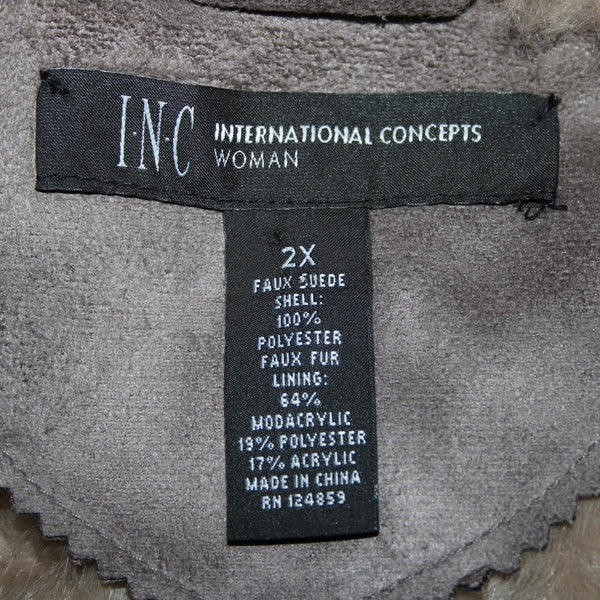 I·N·C INTERNATIONAL CONCEPTS
WOMAN
2X
FAUX SUEDE
SHELL:
100%
POLYESTER
FAUX FUR
LINING:
64%
MODACRYLIC
19% POLYESTER
17% ACRYLIC
MADE IN CHINA
RN 124859